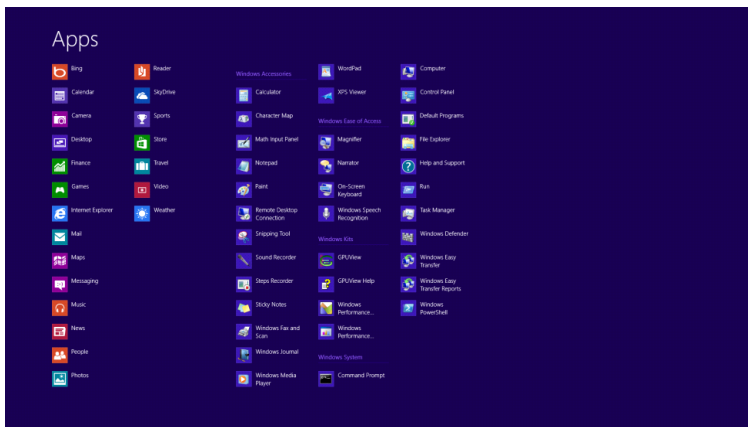 Apps
Bing
Calendar
Camera
Desktop
Finance
Games
Internet Explorer
Mail
Maps
Messaging
Music
News
People
Photos
Reader
SkyDrive
Sports
Store
Travel
Video
Weather
Windows Accessories
Calculator
Character Map
Math Input Panel
Notepad
Paint
Remote Desktop
Connection
Snipping Tool
Sound Recorder
Steps Recorder
Sticky Notes
Windows Fax and
Scan
Windows Journal
Windows Media
Player
WordPad
XPS Viewer
Windows Ease of Access
Magnifier
Narrator
On-Screen
Keyboard
Windows Speech
Recognition
Windows Kits
GPUView
GPUView Help
Windows
Performance...
Windows
Performance...
Windows System
Command Prompt
Computer
Control Panel
Default Programs
File Explorer
Help and Support
Run
Task Manager
Windows Defender
Windows Easy
Transfer
Windows Easy
Transfer Reports
Windows
PowerShell